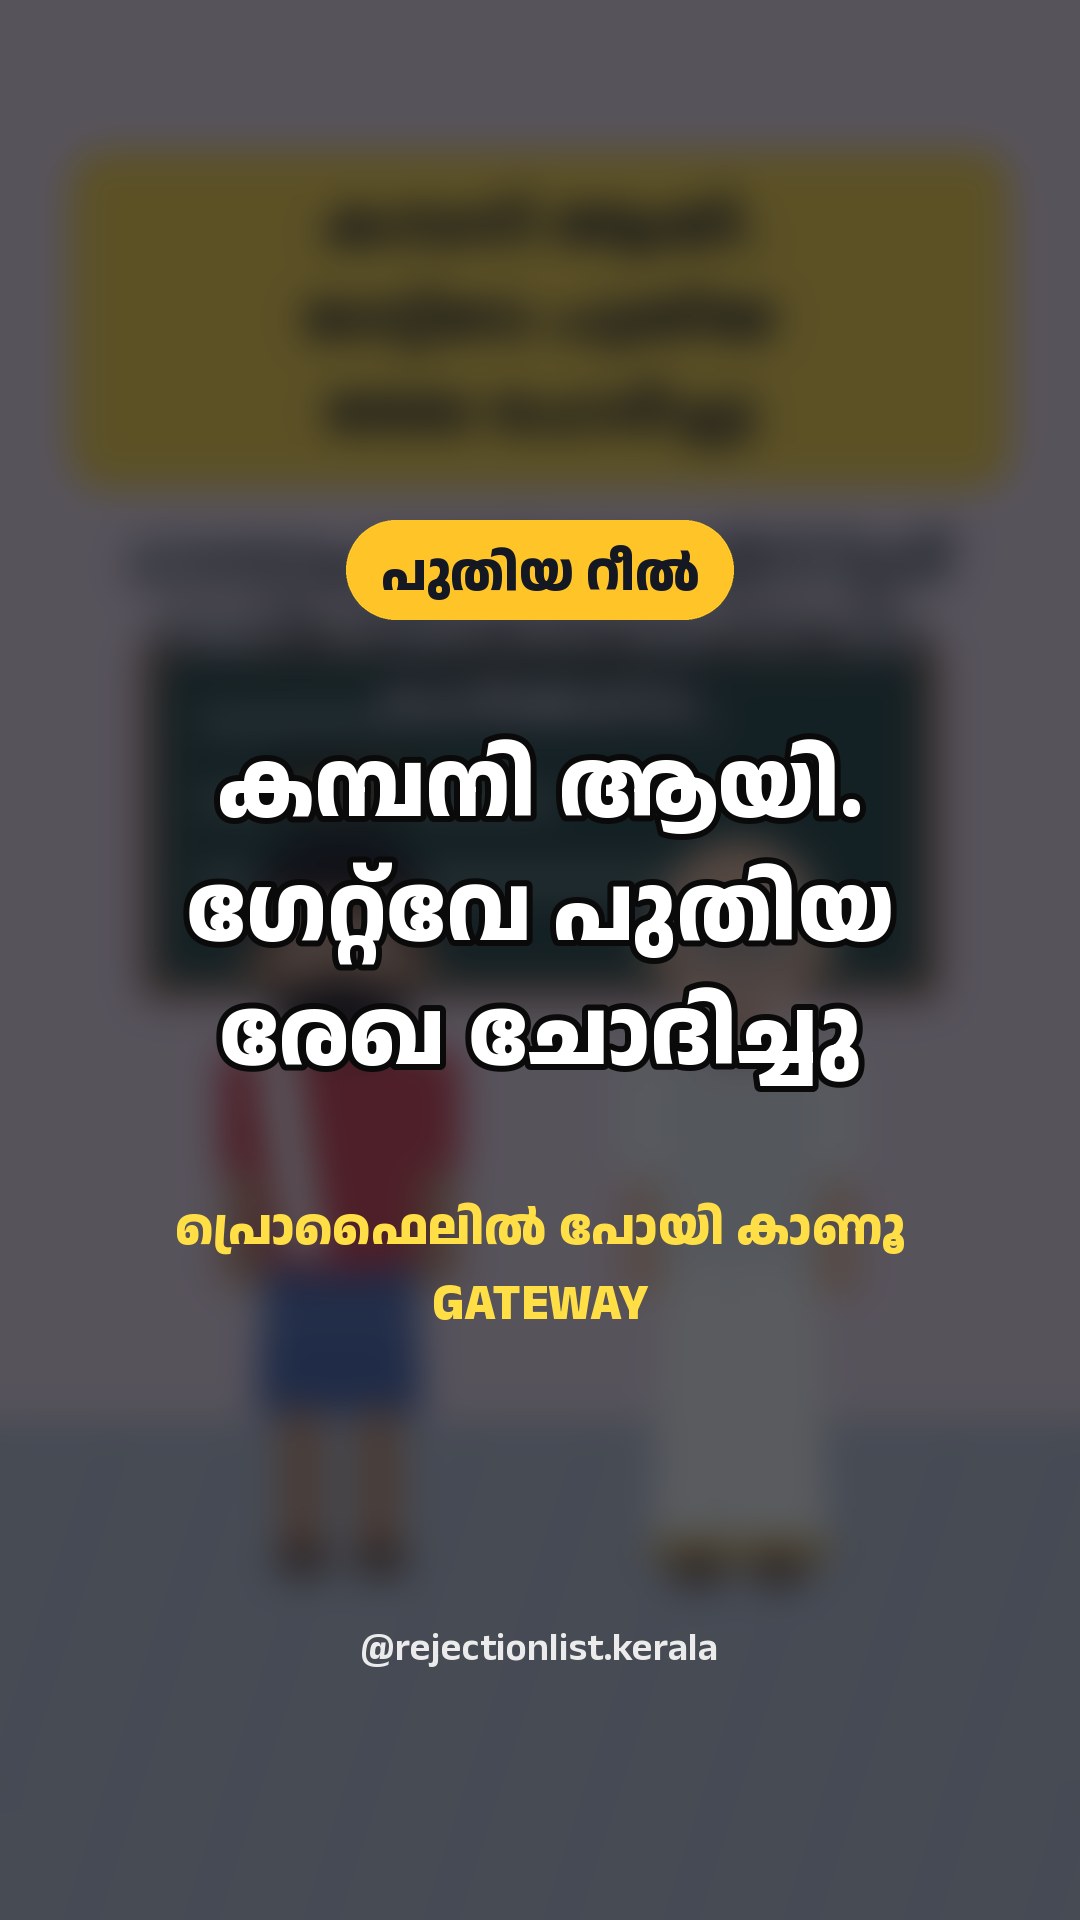 പുതിയ റീൽ
കമ്പനി ആയി.
ഗേറ്റ്‌വേ പുതിയ
രേഖ ചോദിച്ചു
പ്രൊഫൈലിൽ പോയി കാണൂ
GATEWAY
@rejectionlist.kerala